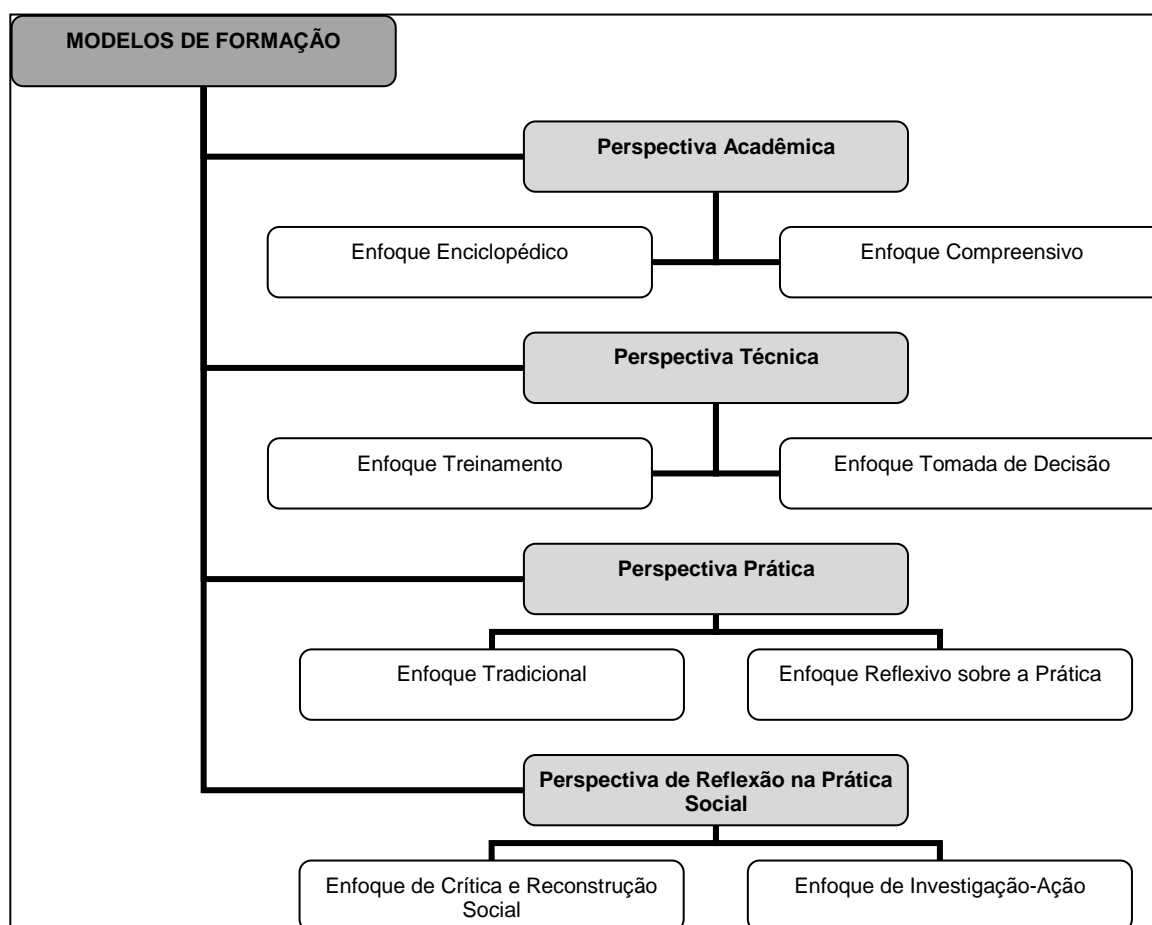 MODELOS DE FORMAÇÃO
Perspectiva Acadêmica
Enfoque Enciclopédico
Enfoque Compreensivo
Perspectiva Técnica
Enfoque Treinamento
Enfoque Tomada de Decisão
Perspectiva Prática
Enfoque Tradicional
Enfoque Reflexivo sobre a Prática
Perspectiva de Reflexão na Prática
Social
Enfoque de Crítica e Reconstrução
Social
Enfoque de Investigação-Ação